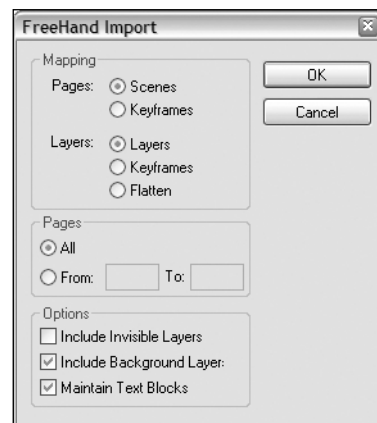 FreeHand Import
Mapping
Pages: Scenes
Keyframes
Layers: Layers
Keyframes
Flatten
OK
Cancel
Pages
All
From: To:
Options
Include Invisible Layers
Include Background Layer:
Maintain Text Blocks